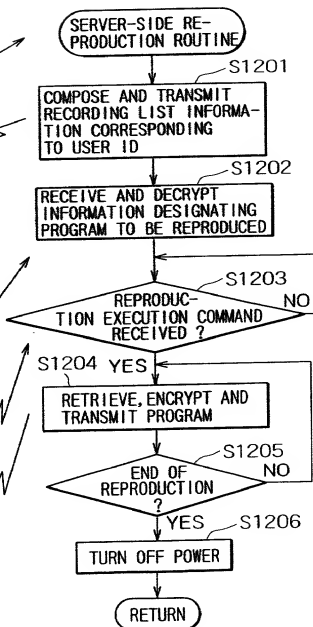 SERVER-SIDE RE-
PRODUCTION ROUTINE
S1201
COMPOSE AND TRANSMIT
RECORDING LIST INFORMA-
TION CORRESPONDING
TO USER ID
S1202
RECEIVE AND DECRYPT
INFORMATION DESIGNATING
PROGRAM TO BE REPRODUCED
S1203
REPRODUC-
TION EXECUTION COMMAND
RECEIVED ?
NO
YES
S1204
RETRIEVE, ENCRYPT AND
TRANSMIT PROGRAM
S1205
END OF
REPRODUCTION
?
NO
YES
S1206
TURN OFF POWER
RETURN